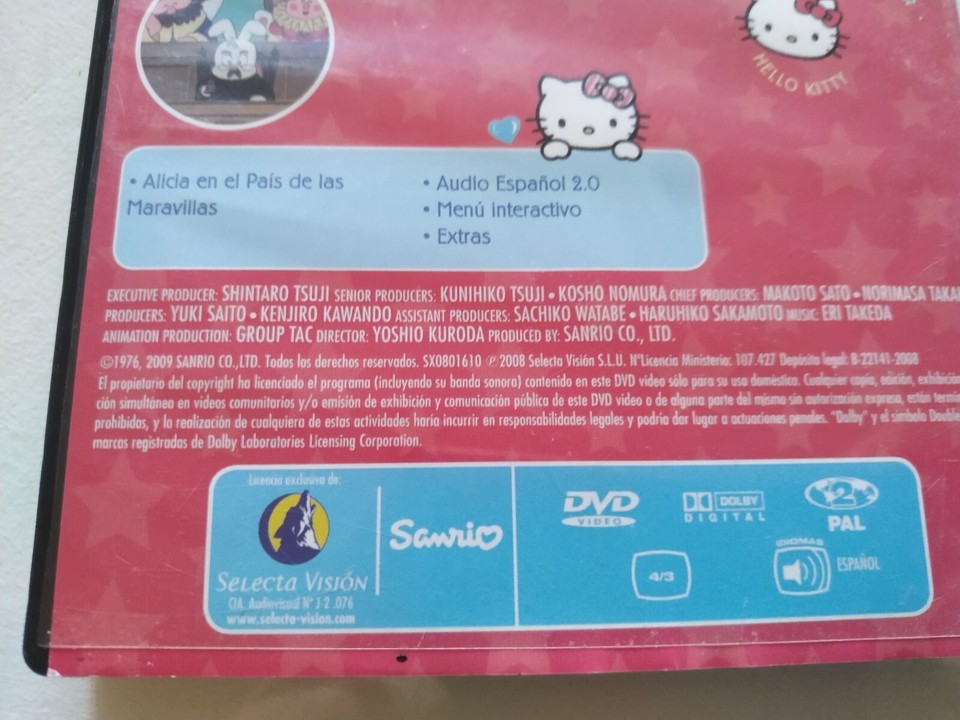 HELLO KITTY
• Alicia en el País de las
Maravillas
• Audio Español 2.0
• Menú interactivo
• Extras
EXECUTIVE PRODUCER: SHINTARO TSUJI SENIOR PRODUCERS: KUNIHIKO TSUJI • KOSHO NOMURA CHIEF PRODUCERS: MAKOTO SATO • NORIMASA TAKA
PRODUCERS: YUKI SAITO • KENJIRO KAWANDO ASSISTANT PRODUCERS: SACHIKO WATABE • HARUHIKO SAKAMOTO MUSIC: ERI TAKEDA
ANIMATION PRODUCTION: GROUP TAC DIRECTOR: YOSHIO KURODA PRODUCED BY: SANRIO CO., LTD.
©1976, 2009 SANRIO CO.,LTD. Todos los derechos reservados. SX0801610 ℗ 2008 Selecta Visión S.L.U. NºLicencia Ministerio: 107.427 Depósito legal: B-22141-2008
El propietario del copyright ha licenciado el programa (incluyendo su banda sonora) contenido en este DVD video sólo para su uso doméstico. Cualquier copia, edición, exhibición
ción simultánea en videos comunitarios y/o emisión de exhibición y comunicación pública de este DVD video o de alguna parte del mismo sin autorización expresa, están termi
prohibidos, y la realización de cualquiera de estas actividades haría incurrir en responsabilidades legales y podría dar lugar a actuaciones penales. "Dolby" y el símbolo Double
marcas registradas de Dolby Laboratories Licensing Corporation.
Licencia exclusiva de:
SELECTA VISIÓN
CIA. Audiovisual Nº J-2 .076
www.selecta-vision.com
Sanrio
DVD
VIDEO
DOLBY
DIGITAL
2
PAL
4/3
IDIOMAS
ESPAÑOL